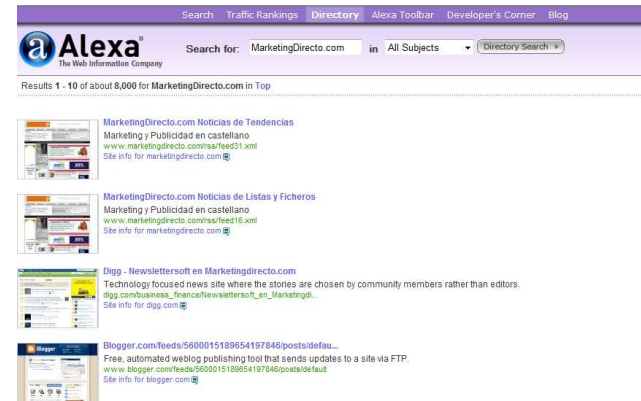 Search Traffic Rankings Directory Alexa Toolbar Developer's Corner Blog
a Alexa
The Web Information Company
Search for: MarketingDirecto.com in All Subjects Directory Search
Results 1 - 10 of about 8,000 for MarketingDirecto.com in Top
MarketingDirecto.com Noticias de Tendencias
Marketing y Publicidad en castellano
www.marketingdirecto.com/rss/feed31.xml
Site info for marketingdirecto.com
MarketingDirecto.com Noticias de Listas y Ficheros
Marketing y Publicidad en castellano
www.marketingdirecto.com/rss/feed16.xml
Site info for marketingdirecto.com
Digg - Newslettersoft en Marketingdirecto.com
Technology focused news site where the stories are chosen by community members rather than editors.
digg.com/business_finance/Newslettersoft_en_Marketingdi...
Site info for digg.com
Blogger
Blogger.com/feeds/5600015189654197846/posts/defau...
Free, automated weblog publishing tool that sends updates to a site via FTP.
www.blogger.com/feeds/5600015189654197846/posts/default
Site info for blogger.com